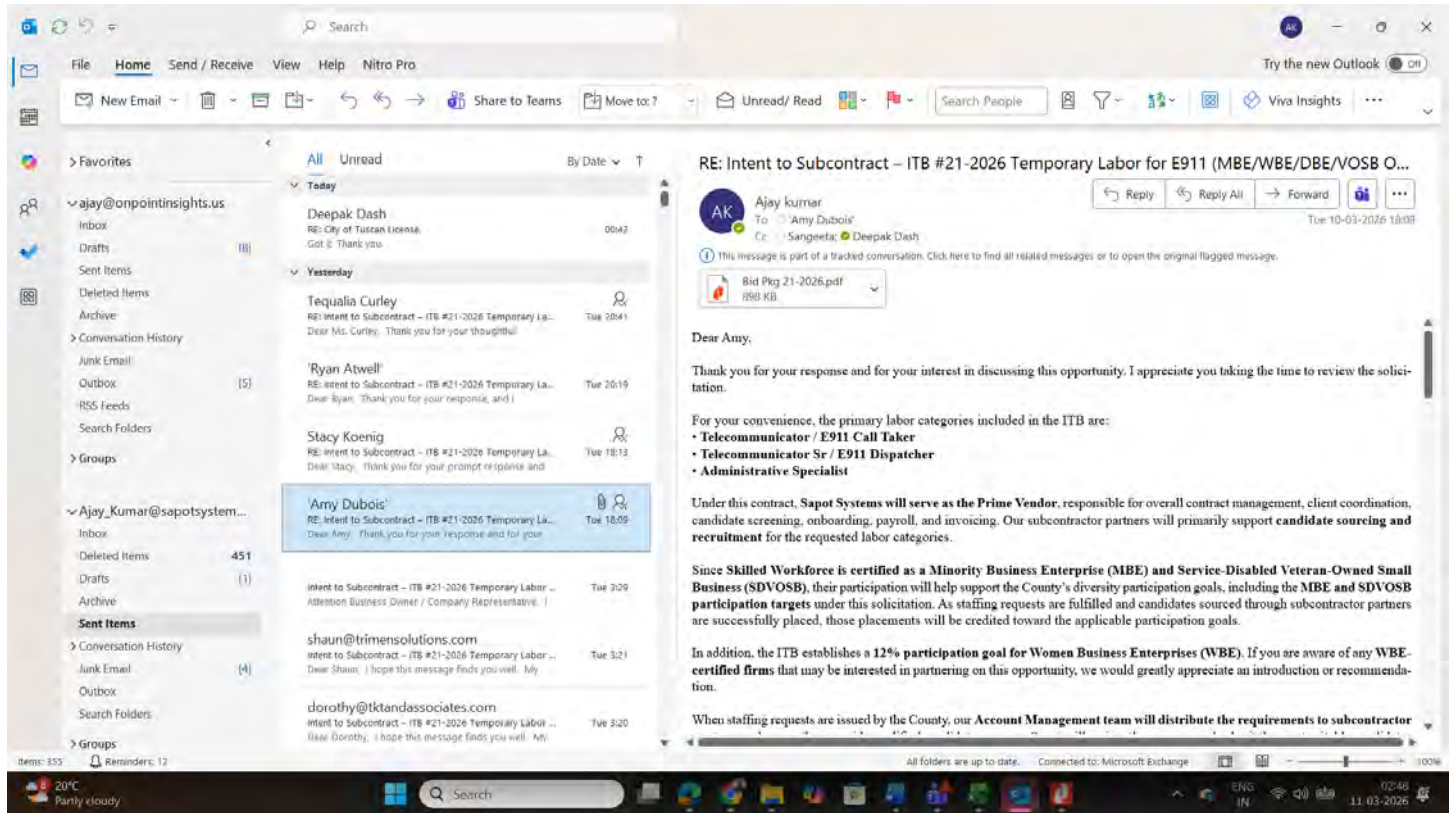 Search
AK
File Home Send / Receive View Help Nitro Pro
Try the new Outlook Off
New Email
Share to Teams
Move to: ?
Unread/ Read
Search People
Viva Insights
Favorites
ajay@onpointinsights.us
Inbox
Drafts [8]
Sent Items
Deleted Items
Archive
Conversation History
Junk Email
Outbox [5]
RSS Feeds
Search Folders
Groups
Ajay_Kumar@sapotsystem...
Inbox
Deleted Items 451
Drafts (1)
Archive
Sent Items
Conversation History
Junk Email [4]
Outbox
Search Folders
Groups
All Unread By Date
Today
Deepak Dash
RE: City of Tuscan License. 00:42
Got it Thank you
Yesterday
Tequalia Curley
RE: Intent to Subcontract – ITB #21-2026 Temporary La... Tue 20:41
Dear Ms. Curley, Thank you for your thoughtful
'Ryan Atwell'
RE: Intent to Subcontract – ITB #21-2026 Temporary La... Tue 20:19
Dear Ryan, Thank you for your response, and I
Stacy Koenig
RE: Intent to Subcontract – ITB #21-2026 Temporary La... Tue 18:13
Dear Stacy, Thank you for your prompt response and
'Amy Dubois'
RE: Intent to Subcontract – ITB #21-2026 Temporary La... Tue 18:09
Dear Amy, Thank you for your response and for your
Intent to Subcontract – ITB #21-2026 Temporary Labor ... Tue 3:29
Attention Business Owner / Company Representative, I
shaun@trimensolutions.com
Intent to Subcontract – ITB #21-2026 Temporary Labor ... Tue 3:21
Dear Shaun, I hope this message finds you well. My
dorothy@tktandassociates.com
Intent to Subcontract – ITB #21-2026 Temporary Labor ... Tue 3:20
Dear Dorothy, I hope this message finds you well. My
RE: Intent to Subcontract – ITB #21-2026 Temporary Labor for E911 (MBE/WBE/DBE/VOSB O...
AK
Ajay kumar
To 'Amy Dubois'
Cc Sangeeta; Deepak Dash
Reply Reply All Forward
Tue 10-03-2026 18:09
This message is part of a tracked conversation. Click here to find all related messages or to open the original flagged message.
Bid Pkg 21-2026.pdf
898 KB
Dear Amy,
Thank you for your response and for your interest in discussing this opportunity. I appreciate you taking the time to review the solici-
tation.
For your convenience, the primary labor categories included in the ITB are:
• Telecommunicator / E911 Call Taker
• Telecommunicator Sr / E911 Dispatcher
• Administrative Specialist
Under this contract, Sapot Systems will serve as the Prime Vendor, responsible for overall contract management, client coordination,
candidate screening, onboarding, payroll, and invoicing. Our subcontractor partners will primarily support candidate sourcing and
recruitment for the requested labor categories.
Since Skilled Workforce is certified as a Minority Business Enterprise (MBE) and Service-Disabled Veteran-Owned Small
Business (SDVOSB), their participation will help support the County's diversity participation goals, including the MBE and SDVOSB
participation targets under this solicitation. As staffing requests are fulfilled and candidates sourced through subcontractor partners
are successfully placed, those placements will be credited toward the applicable participation goals.
In addition, the ITB establishes a 12% participation goal for Women Business Enterprises (WBE). If you are aware of any WBE-
certified firms that may be interested in partnering on this opportunity, we would greatly appreciate an introduction or recommenda-
tion.
When staffing requests are issued by the County, our Account Management team will distribute the requirements to subcontractor
Items: 355 Reminders: 12
All folders are up to date. Connected to: Microsoft Exchange 100%
8 20°C
Partly cloudy
Search
ENG
IN
02:48
11-03-2026